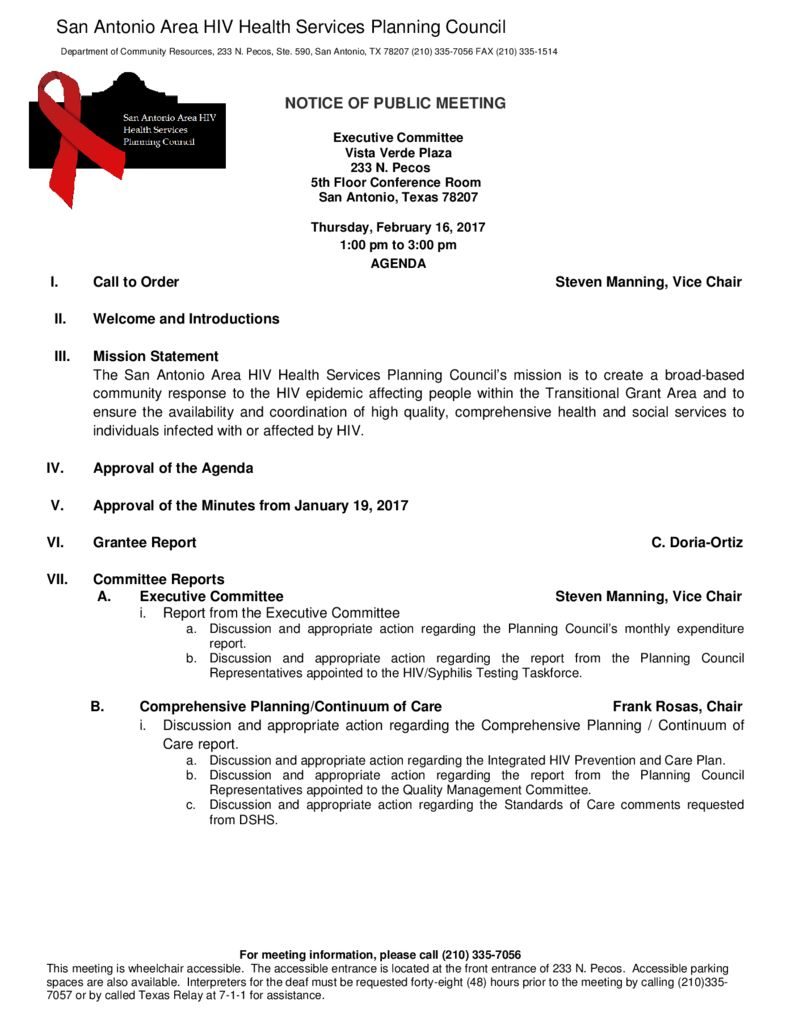 San Antonio Area HIV Health Services Planning Council
Department of Community Resources, 233 N. Pecos, Ste. 590, San Antonio, TX 78207 (210) 335-7056 FAX (210) 335-1514
San Antonio Area HIV
Health Services
Planning Council
NOTICE OF PUBLIC MEETING
Executive Committee
Vista Verde Plaza
233 N. Pecos
5th Floor Conference Room
San Antonio, Texas 78207
Thursday, February 16, 2017
1:00 pm to 3:00 pm
AGENDA
I. Call to Order Steven Manning, Vice Chair
II. Welcome and Introductions
III. Mission Statement
The San Antonio Area HIV Health Services Planning Council's mission is to create a broad-based
community response to the HIV epidemic affecting people within the Transitional Grant Area and to
ensure the availability and coordination of high quality, comprehensive health and social services to
individuals infected with or affected by HIV.
IV. Approval of the Agenda
V. Approval of the Minutes from January 19, 2017
VI. Grantee Report C. Doria-Ortiz
VII. Committee Reports
A. Executive Committee Steven Manning, Vice Chair
i. Report from the Executive Committee
a. Discussion and appropriate action regarding the Planning Council's monthly expenditure
report.
b. Discussion and appropriate action regarding the report from the Planning Council
Representatives appointed to the HIV/Syphilis Testing Taskforce.
B. Comprehensive Planning/Continuum of Care Frank Rosas, Chair
i. Discussion and appropriate action regarding the Comprehensive Planning / Continuum of
Care report.
a. Discussion and appropriate action regarding the Integrated HIV Prevention and Care Plan.
b. Discussion and appropriate action regarding the report from the Planning Council
Representatives appointed to the Quality Management Committee.
c. Discussion and appropriate action regarding the Standards of Care comments requested
from DSHS.
For meeting information, please call (210) 335-7056
This meeting is wheelchair accessible. The accessible entrance is located at the front entrance of 233 N. Pecos. Accessible parking
spaces are also available. Interpreters for the deaf must be requested forty-eight (48) hours prior to the meeting by calling (210)335-
7057 or by called Texas Relay at 7-1-1 for assistance.